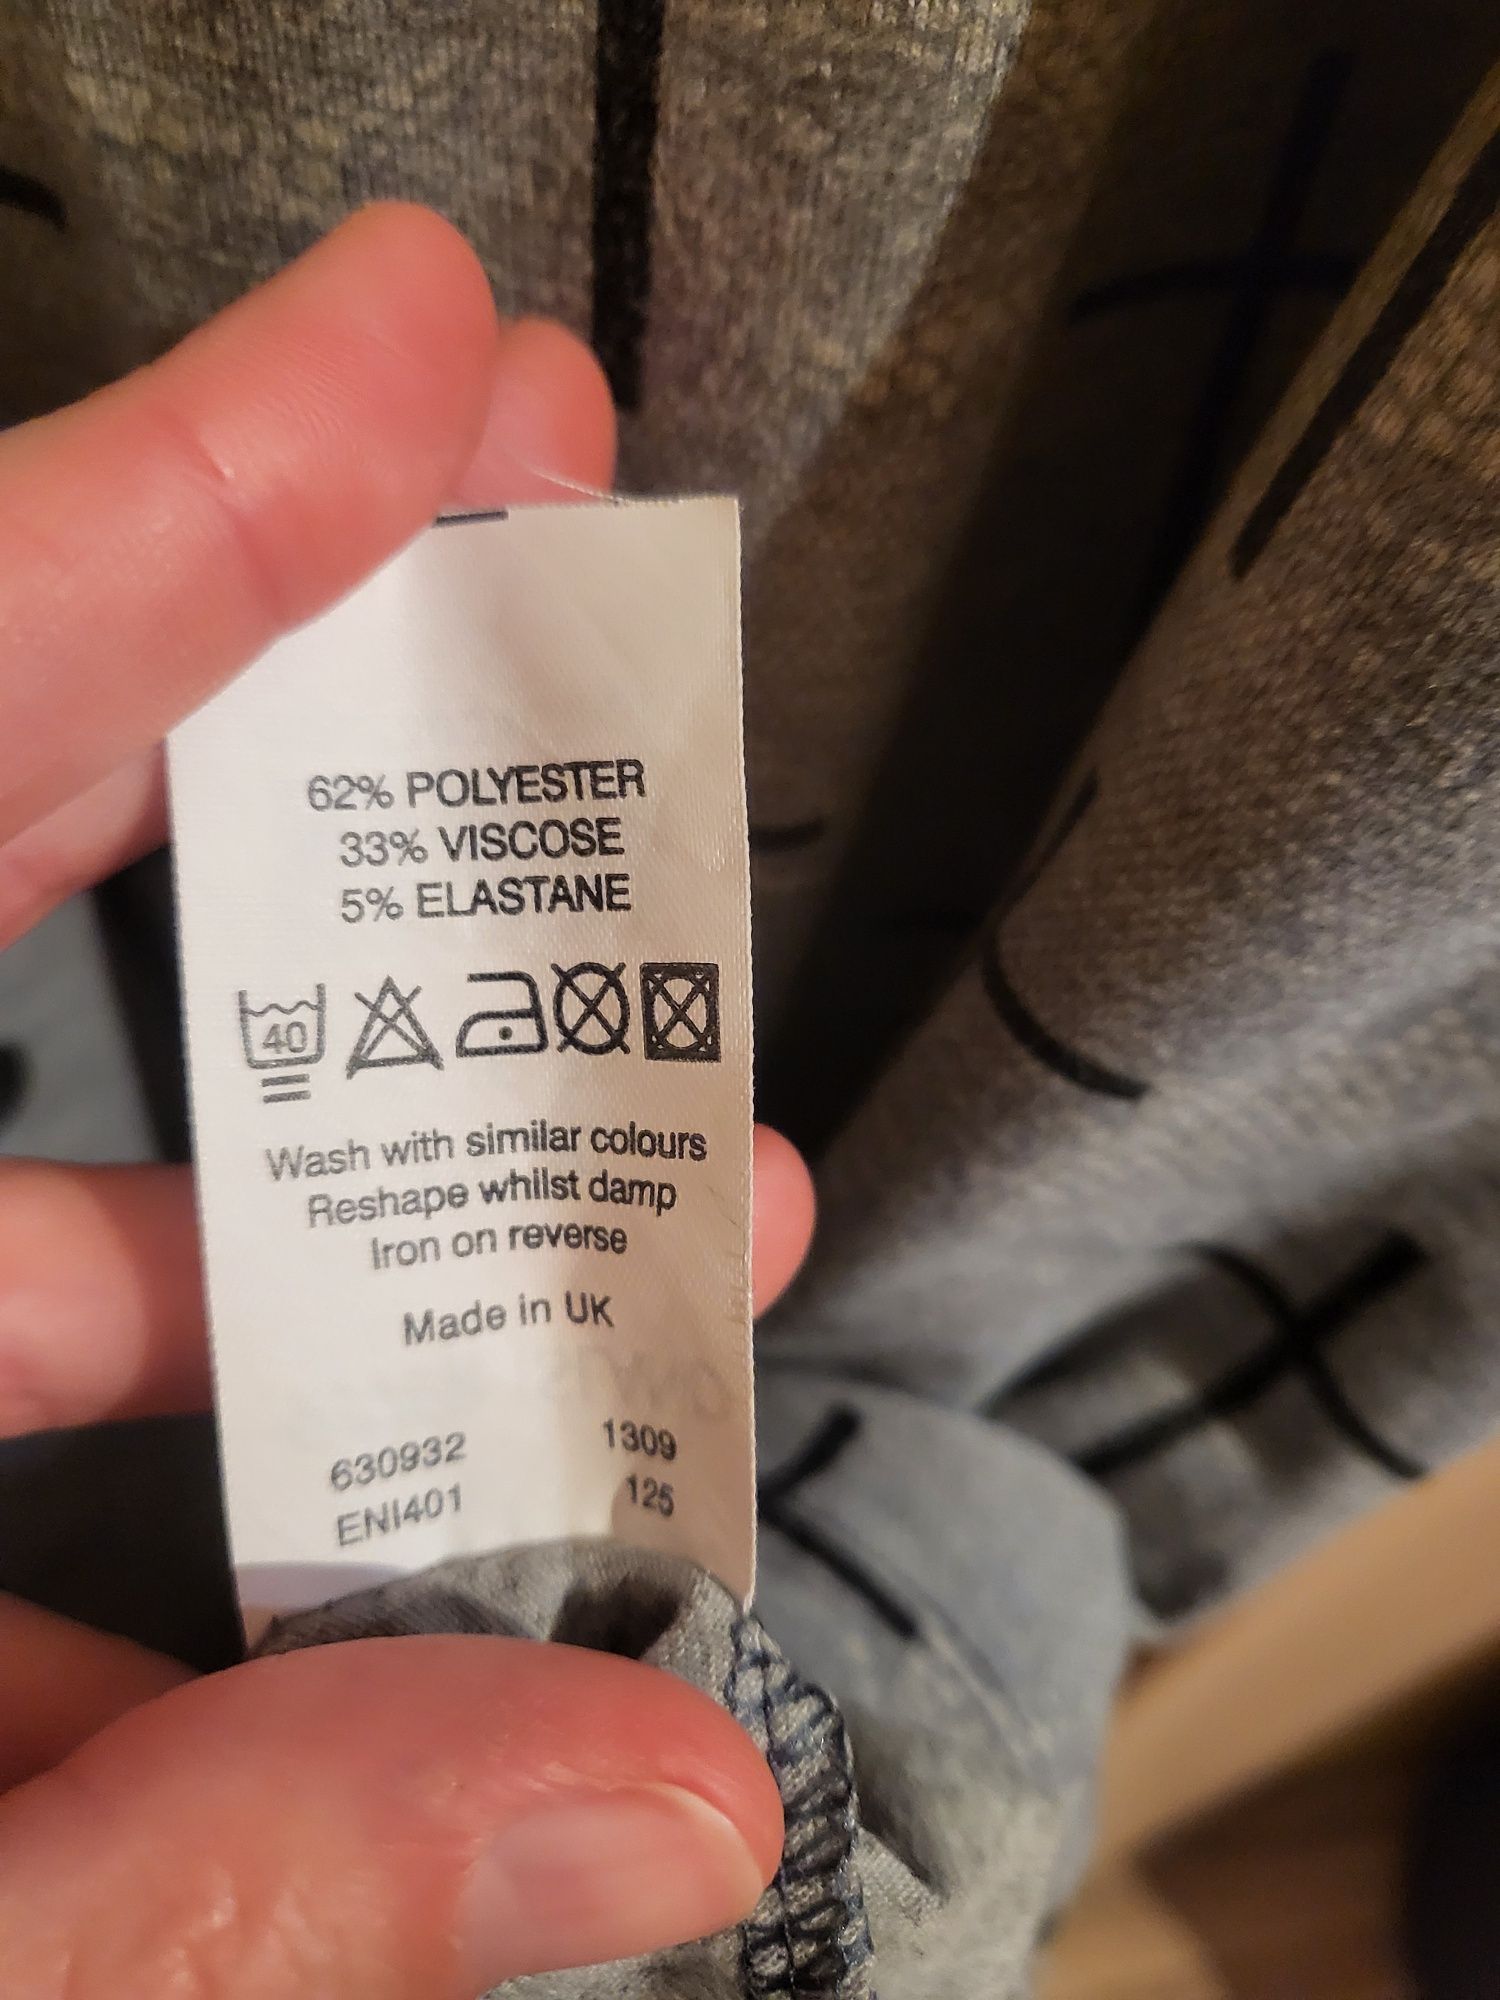 62% POLYESTER
33% VISCOSE
5% ELASTANE
40
Wash with similar colours
Reshape whilst damp
Iron on reverse
Made in UK
630932 1309
ENI401 125